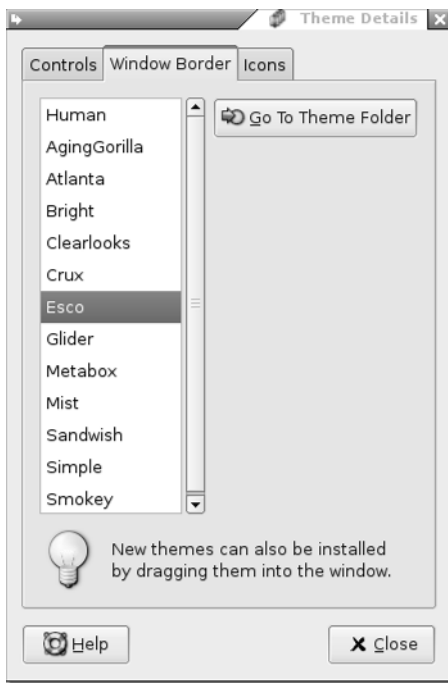 Theme Details
Controls Window Border Icons
Human
AgingGorilla
Atlanta
Bright
Clearlooks
Crux
Esco
Glider
Metabox
Mist
Sandwish
Simple
Smokey
Go To Theme Folder
New themes can also be installed
by dragging them into the window.
Help
Close